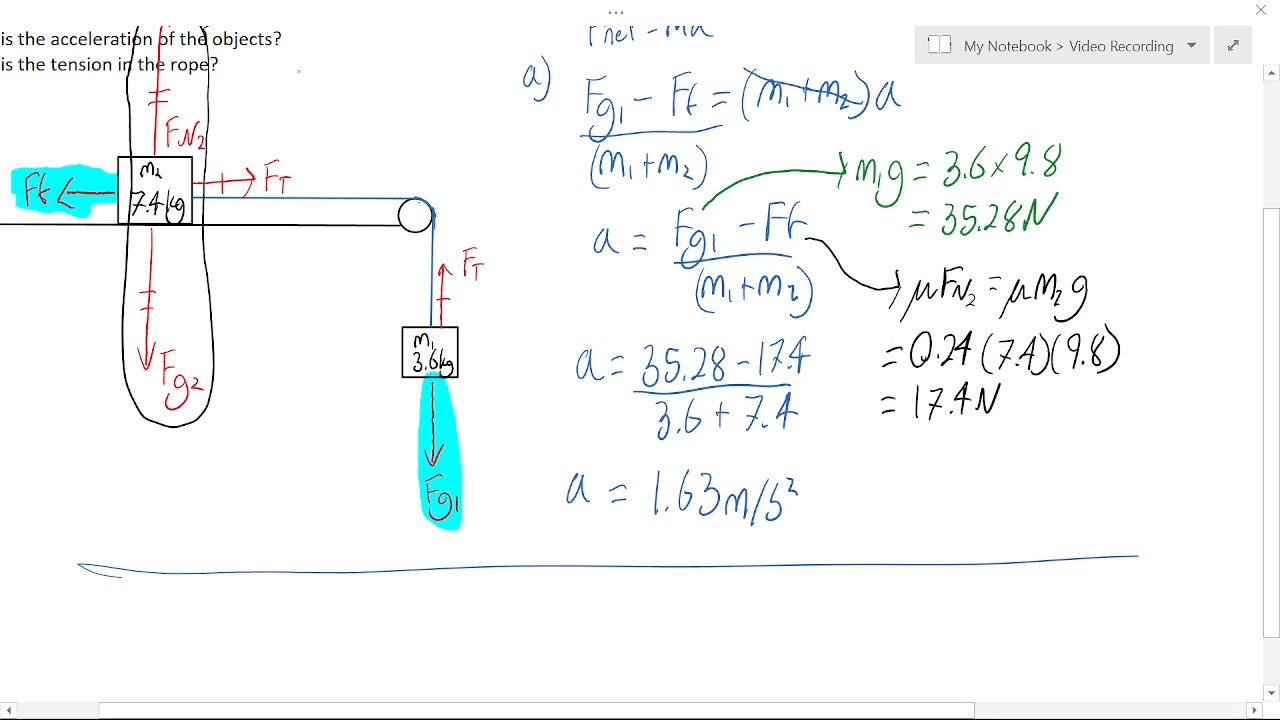 is the acceleration of the objects?
is the tension in the rope?
My Notebook > Video Recording
Fnet = ma
a) Fg1 - Ff = (m1+m2)a
(m1+m2)
a = Fg1 - Ff
(m1+m2)
a = 35.28 - 17.4
3.6 + 7.4
a = 1.63 m/s²
m1g = 3.6 × 9.8
= 35.28N
μFN2 = μm2g
= 0.24 (7.4)(9.8)
= 17.4N
FN2
Ff
m2
7.4kg
FT
Fg2
FT
m1
3.6kg
Fg1